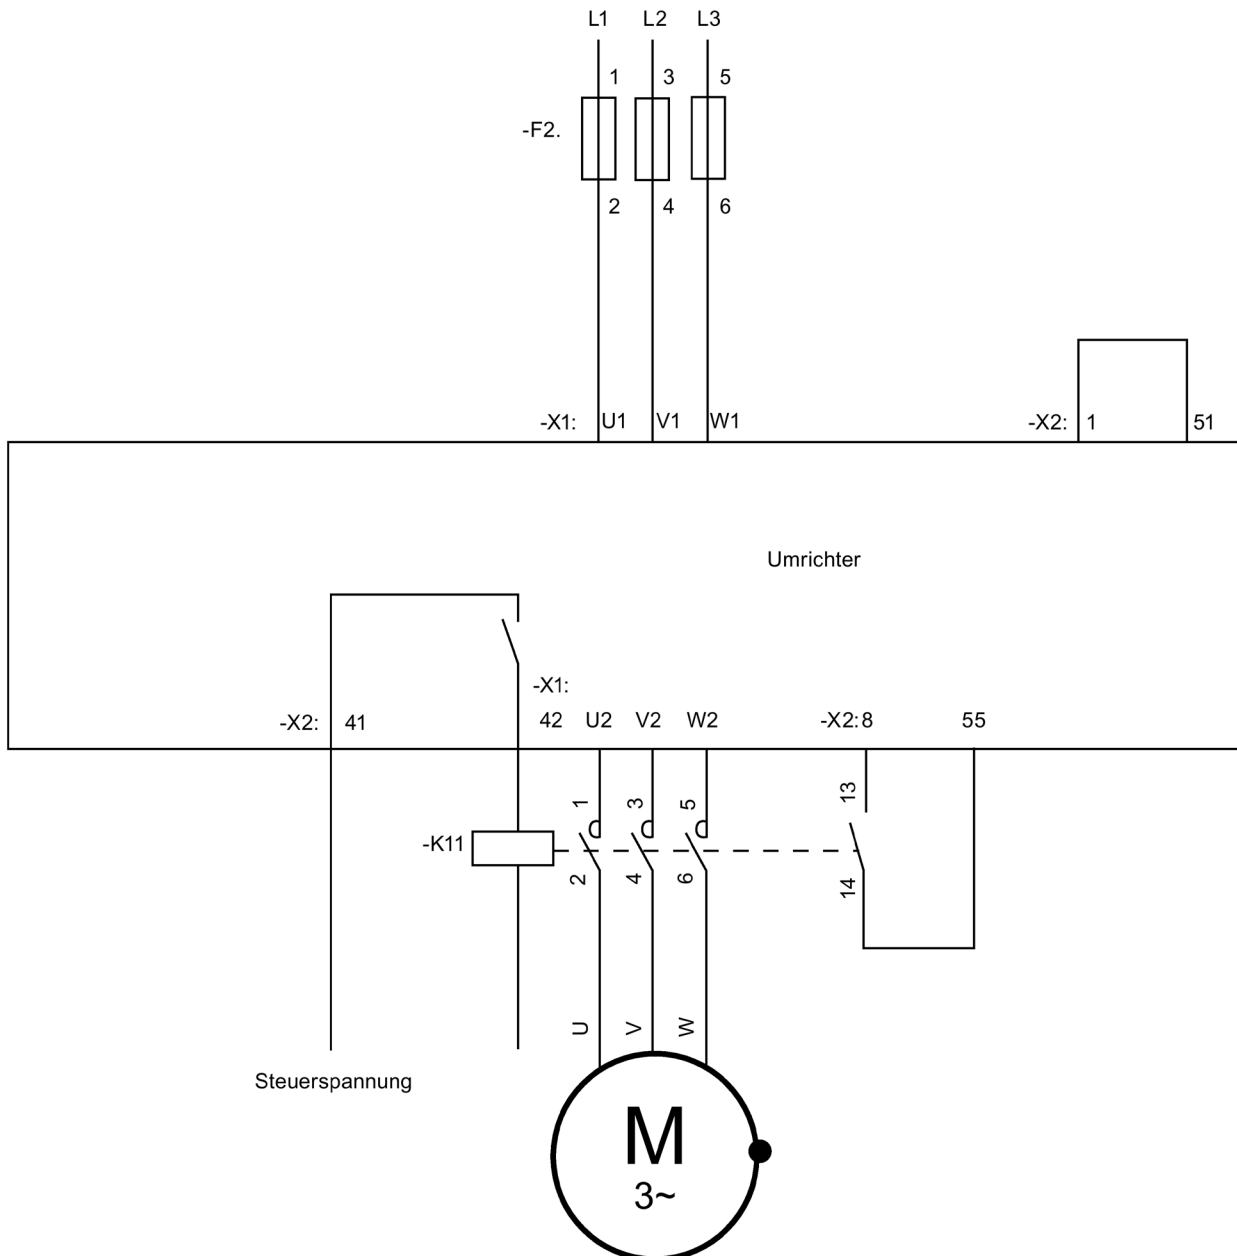 L1 L2 L3
1 3 5
-F2.
2 4 6
-X1: U1 V1 W1 -X2: 1 51
Umrichter
-X1:
-X2: 41 42 U2 V2 W2 -X2: 8 55
1 3 5 13
-K11
2 4 6 14
U V W
Steuerspannung
M
3~